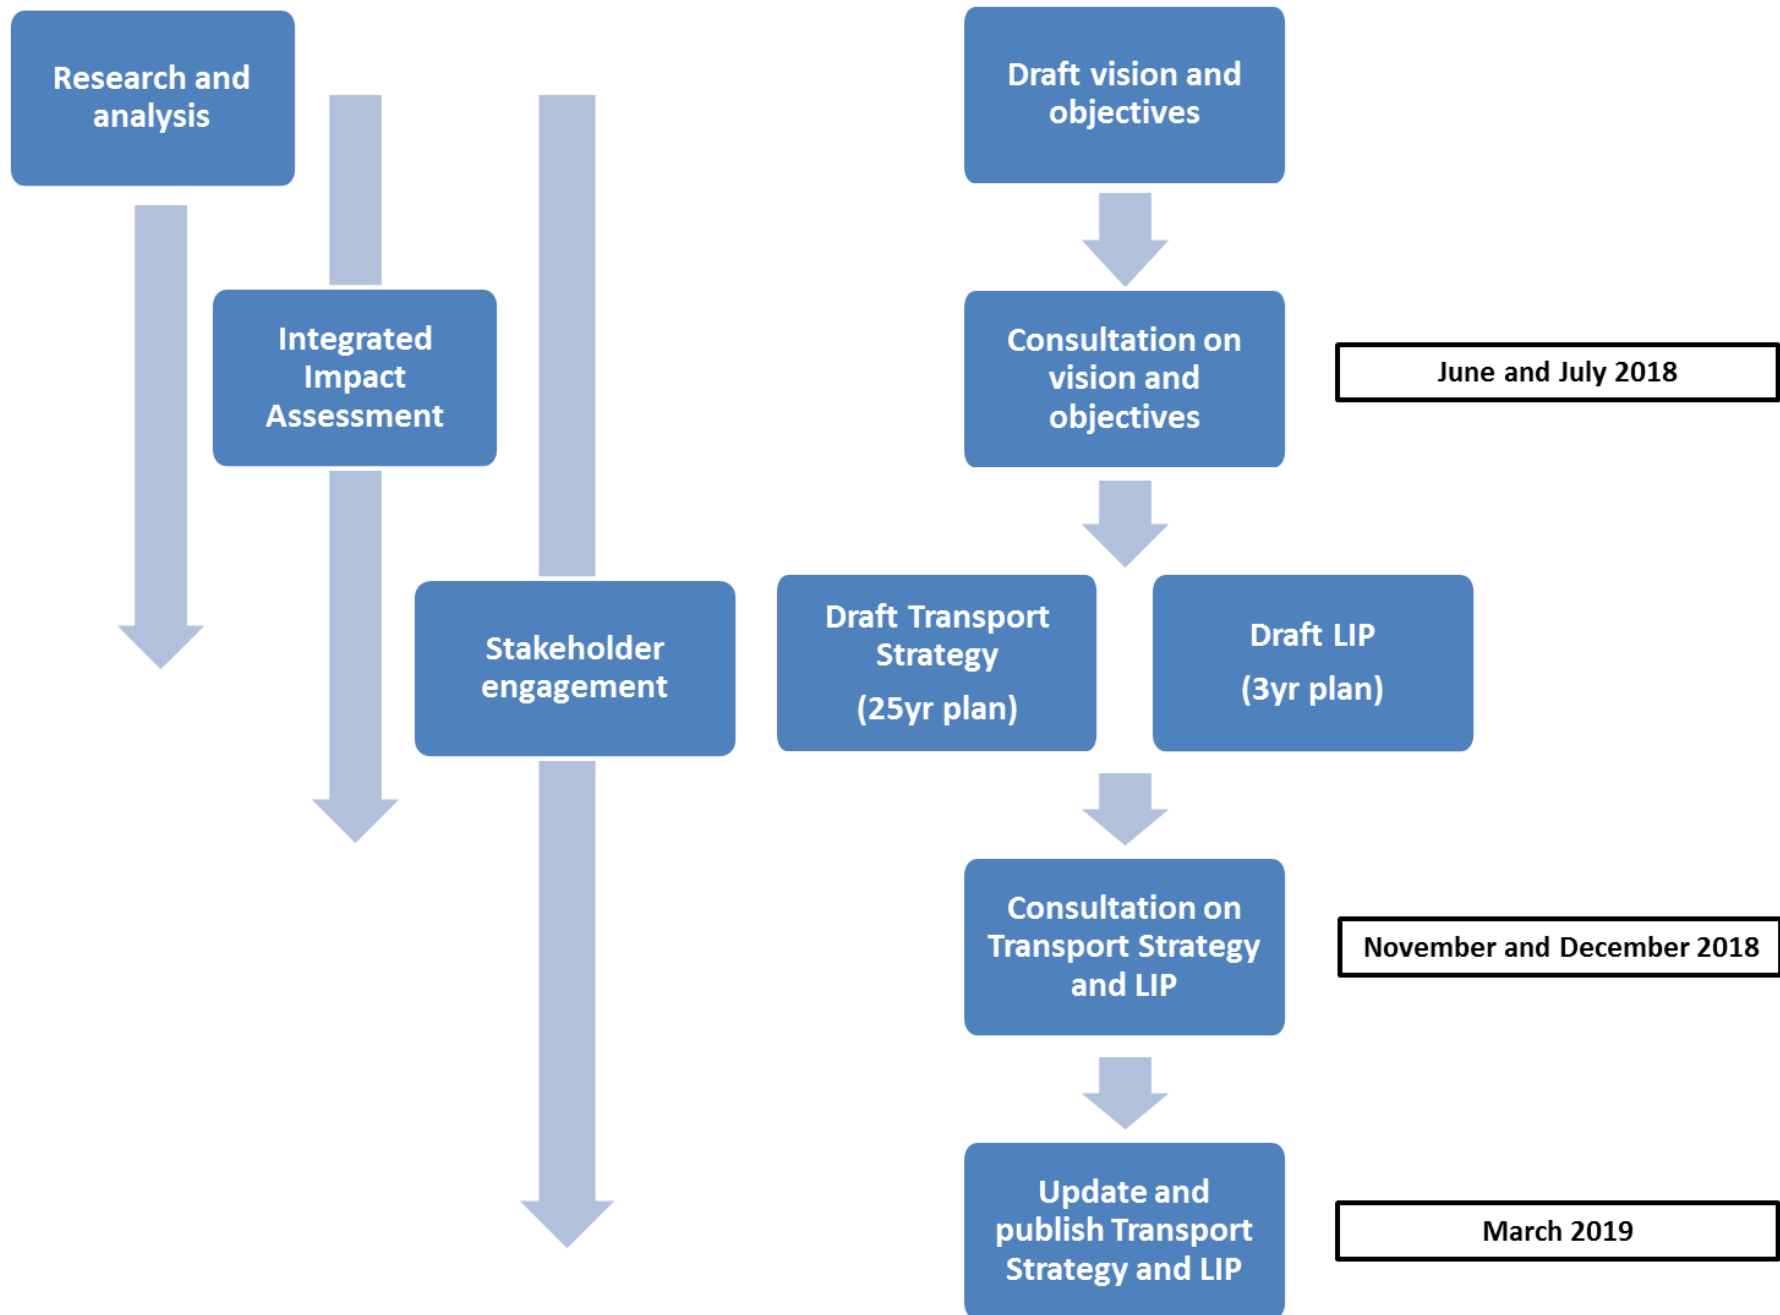 Research and
analysis
Integrated
Impact
Assessment
Stakeholder
engagement
Draft vision and
objectives
Consultation on
vision and
objectives
June and July 2018
Draft Transport
Strategy
(25yr plan)
Draft LIP
(3yr plan)
Consultation on
Transport Strategy
and LIP
November and December 2018
Update and
publish Transport
Strategy and LIP
March 2019